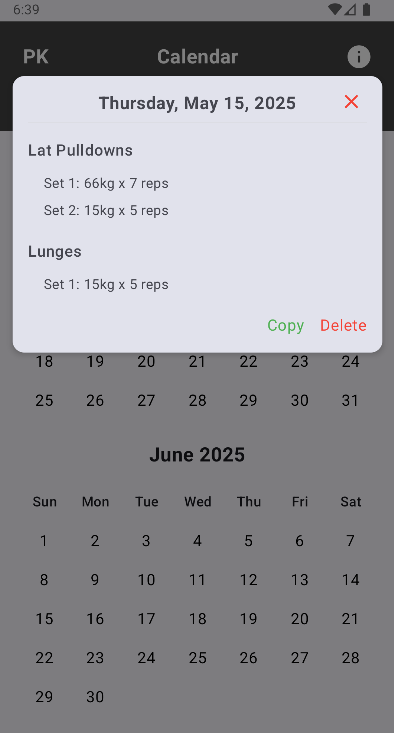 6:39
PK Calendar
Thursday, May 15, 2025
Lat Pulldowns
Set 1: 66kg x 7 reps
Set 2: 15kg x 5 reps
Lunges
Set 1: 15kg x 5 reps
Copy Delete
18 19 20 21 22 23 24
25 26 27 28 29 30 31
June 2025
Sun Mon Tue Wed Thu Fri Sat
1 2 3 4 5 6 7
8 9 10 11 12 13 14
15 16 17 18 19 20 21
22 23 24 25 26 27 28
29 30